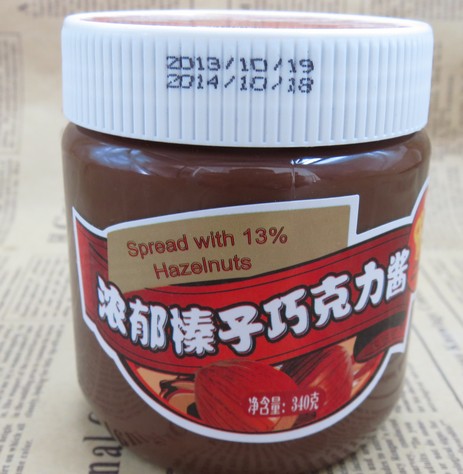 2013/10/19
2014/10/18
Spread with 13%
Hazelnuts
浓郁榛子巧克力酱
净含量: 340克